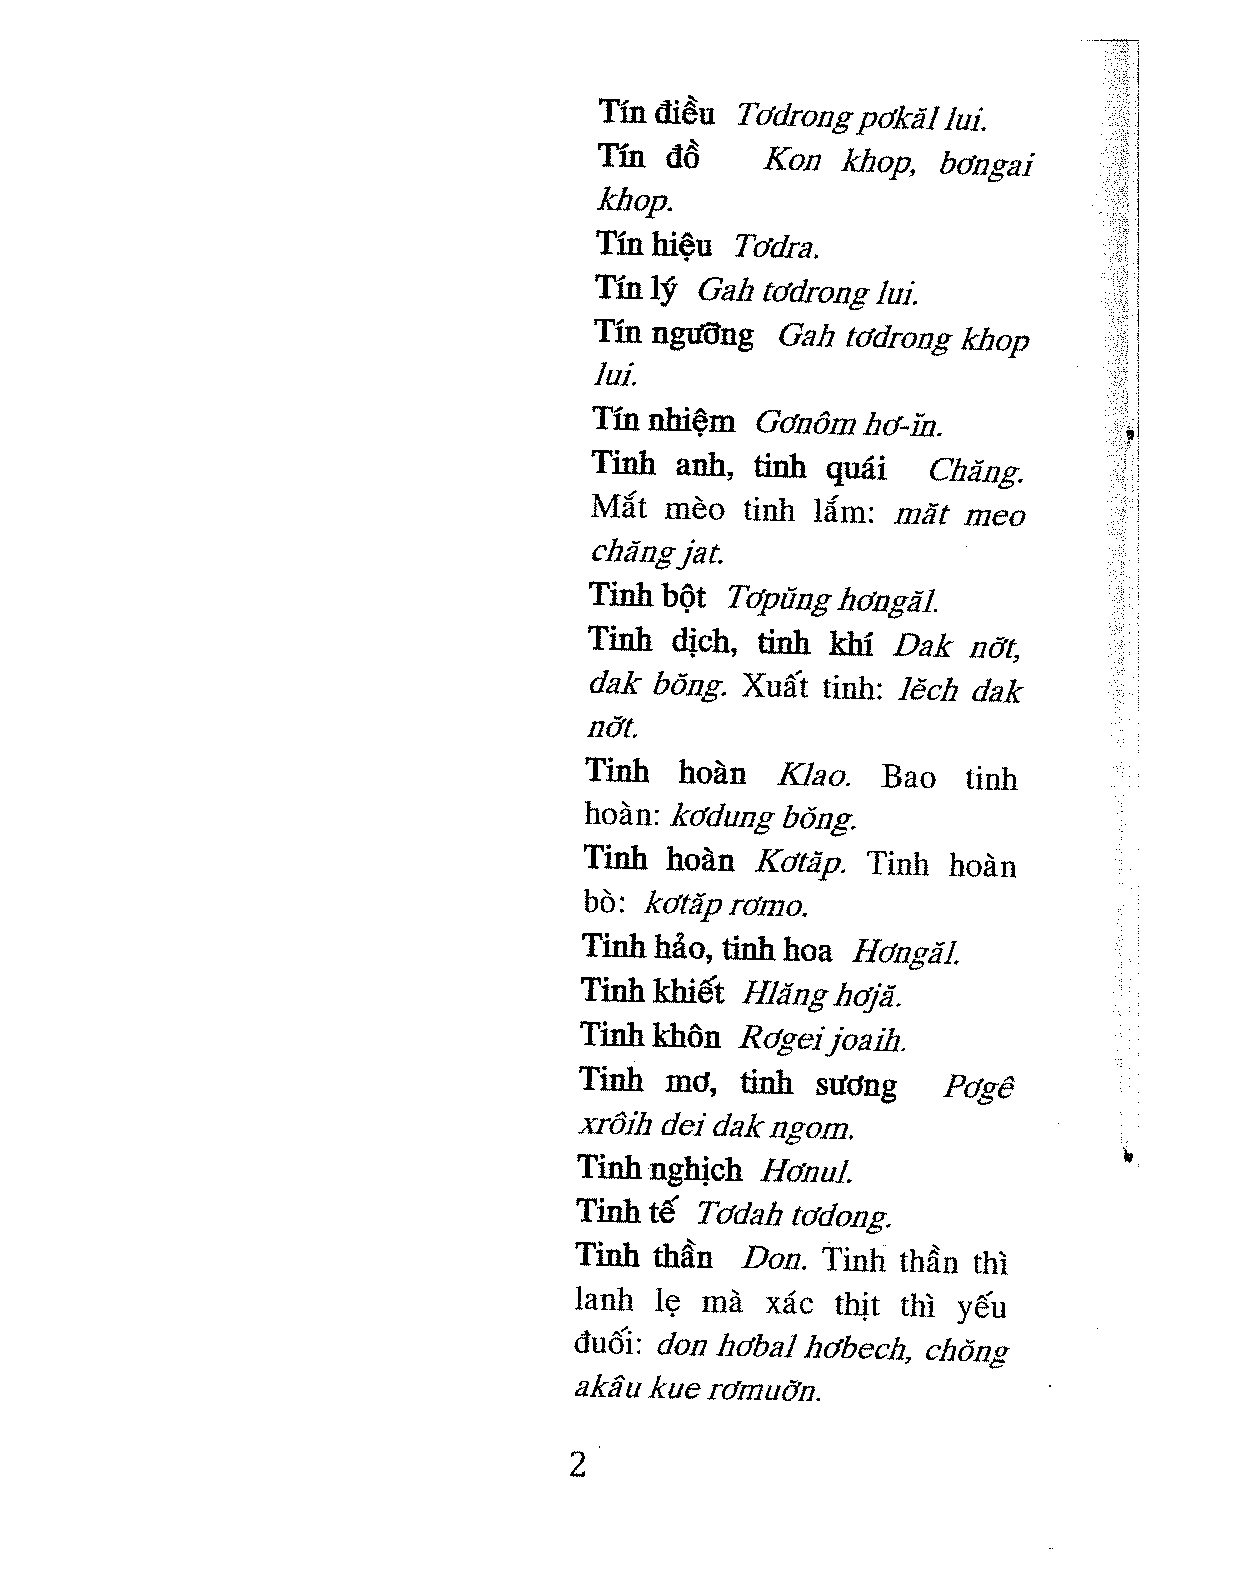 Tín điều Tơdrong pơkăl lui.
Tín đồ Kon khop, bơngai
khop.
Tín hiệu Tơdra.
Tín lý Gah tơdrong lui.
Tín ngưỡng Gah tơdrong khop
lui.
Tín nhiệm Gơnôm hơ-ĭn.
Tinh anh, tinh quái Chăng.
Mắt mèo tinh lắm: măt meo
chăng jat.
Tinh bột Tơpŭng hơngăl.
Tinh dịch, tinh khí Dak nơ̆t,
dak bŏng. Xuất tinh: lĕch dak
nơ̆t.
Tinh hoàn Klao. Bao tinh
hoàn: kơdung bŏng.
Tinh hoàn Kơtăp. Tinh hoàn
bò: kơtăp rơmo.
Tinh hảo, tinh hoa Hơngăl.
Tinh khiết Hlăng hơjă.
Tinh khôn Rơgei joaih.
Tinh mơ, tinh sương Pơgê
xrôih dei dak ngom.
Tinh nghịch Hơnul.
Tinh tế Tơdah tơdong.
Tinh thần Don. Tinh thần thì
lanh lẹ mà xác thịt thì yếu
đuối: don hơbal hơbech, chŏng
akâu kue rơmuơ̆n.
2